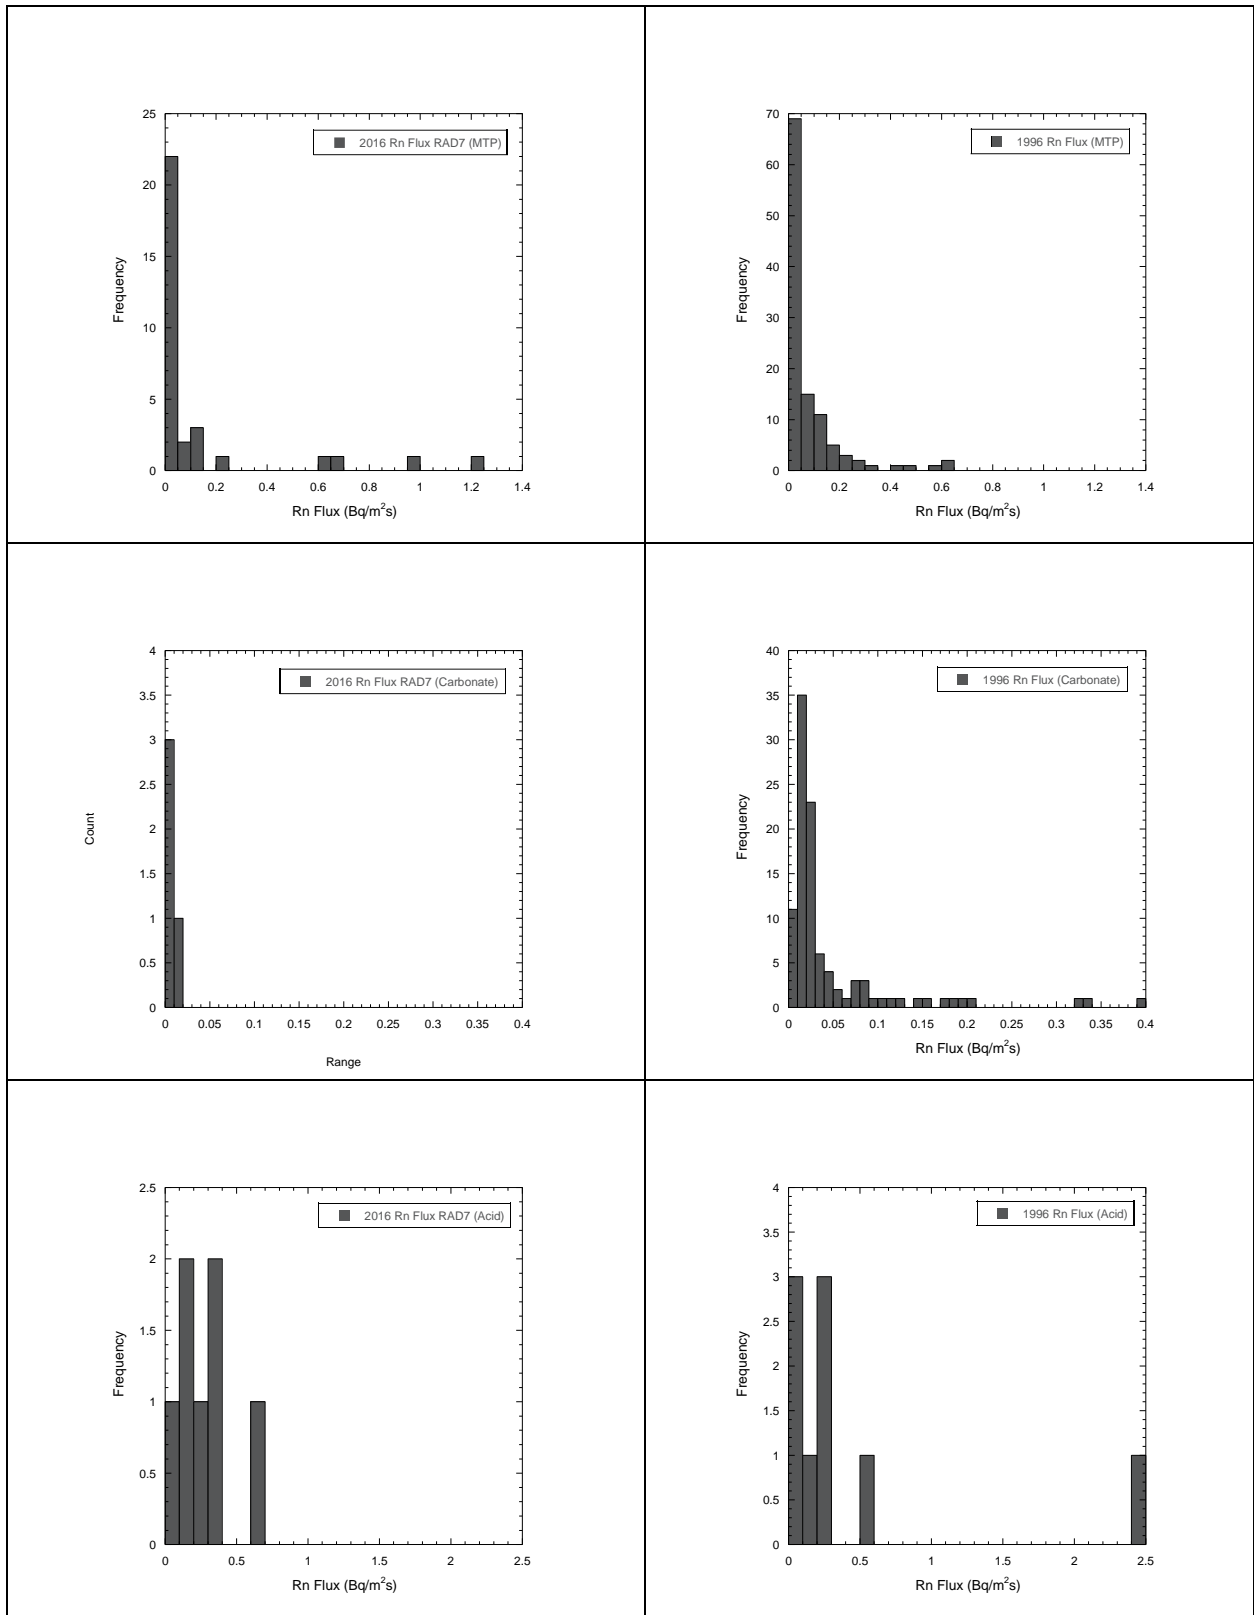 25
2016 Rn Flux RAD7 (MTP)
20
15
Frequency
10
5
0
0 0.2 0.4 0.6 0.8 1 1.2 1.4
Rn Flux (Bq/m²s)
70
1996 Rn Flux (MTP)
60
50
40
Frequency
30
20
10
0
0 0.2 0.4 0.6 0.8 1 1.2 1.4
Rn Flux (Bq/m²s)
4
2016 Rn Flux RAD7 (Carbonate)
3.5
3
2.5
2
Count
1.5
1
0.5
0
0 0.05 0.1 0.15 0.2 0.25 0.3 0.35 0.4
Range
40
1996 Rn Flux (Carbonate)
35
30
25
20
Frequency
15
10
5
0
0 0.05 0.1 0.15 0.2 0.25 0.3 0.35 0.4
Rn Flux (Bq/m²s)
2.5
2016 Rn Flux RAD7 (Acid)
2
1.5
Frequency
1
0.5
0
0 0.5 1 1.5 2 2.5
Rn Flux (Bq/m²s)
4
1996 Rn Flux (Acid)
3.5
3
2.5
2
Frequency
1.5
1
0.5
0
0 0.5 1 1.5 2 2.5
Rn Flux (Bq/m²s)